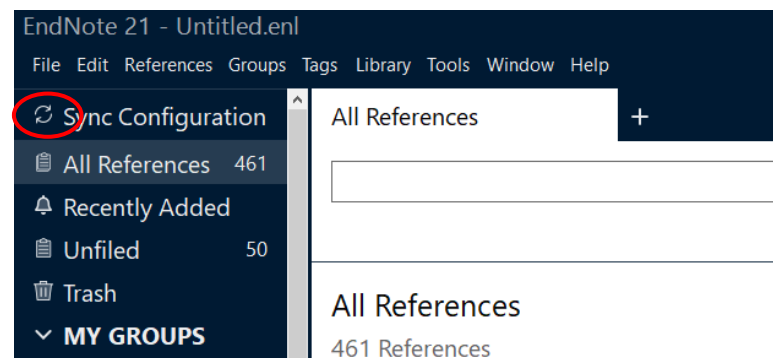 EndNote 21 - Untitled.enl
File Edit References Groups Tags Library Tools Window Help
Sync Configuration
All References 461
Recently Added
Unfiled 50
Trash
MY GROUPS
All References +
All References
461 References